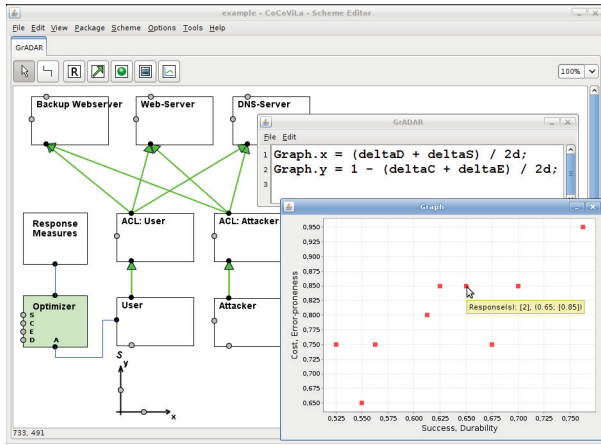 example - CoCoViLa - Scheme Editor
File Edit View Package Scheme Options Tools Help
GrADAR
R
100%
Backup Webserver Web-Server DNS-Server
GrADAR
File Edit
1 Graph.x = (deltaD + deltaS) / 2d;
2 Graph.y = 1 - (deltaC + deltaE) / 2d;
3
Graph
Response Measures
ACL: User ACL: Attacker
Optimizer
S
C
E
D
A
User Attacker
S
y
x
0,950
0,925
0,900
0,875
0,850
0,825
0,800
0,775
0,750
0,725
0,700
0,675
0,650
Cost, Error-proneness
Response(s): [2], (0.65; [0.85])
0,525 0,550 0,575 0,600 0,625 0,650 0,675 0,700 0,725 0,750
Success, Durability
733, 491